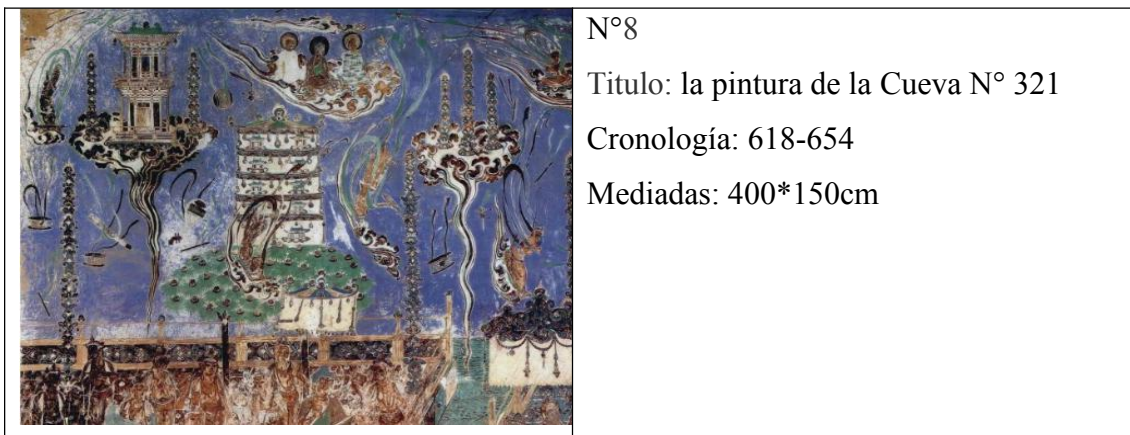 N°8
Titulo: la pintura de la Cueva N° 321
Cronología: 618-654
Mediadas: 400*150cm